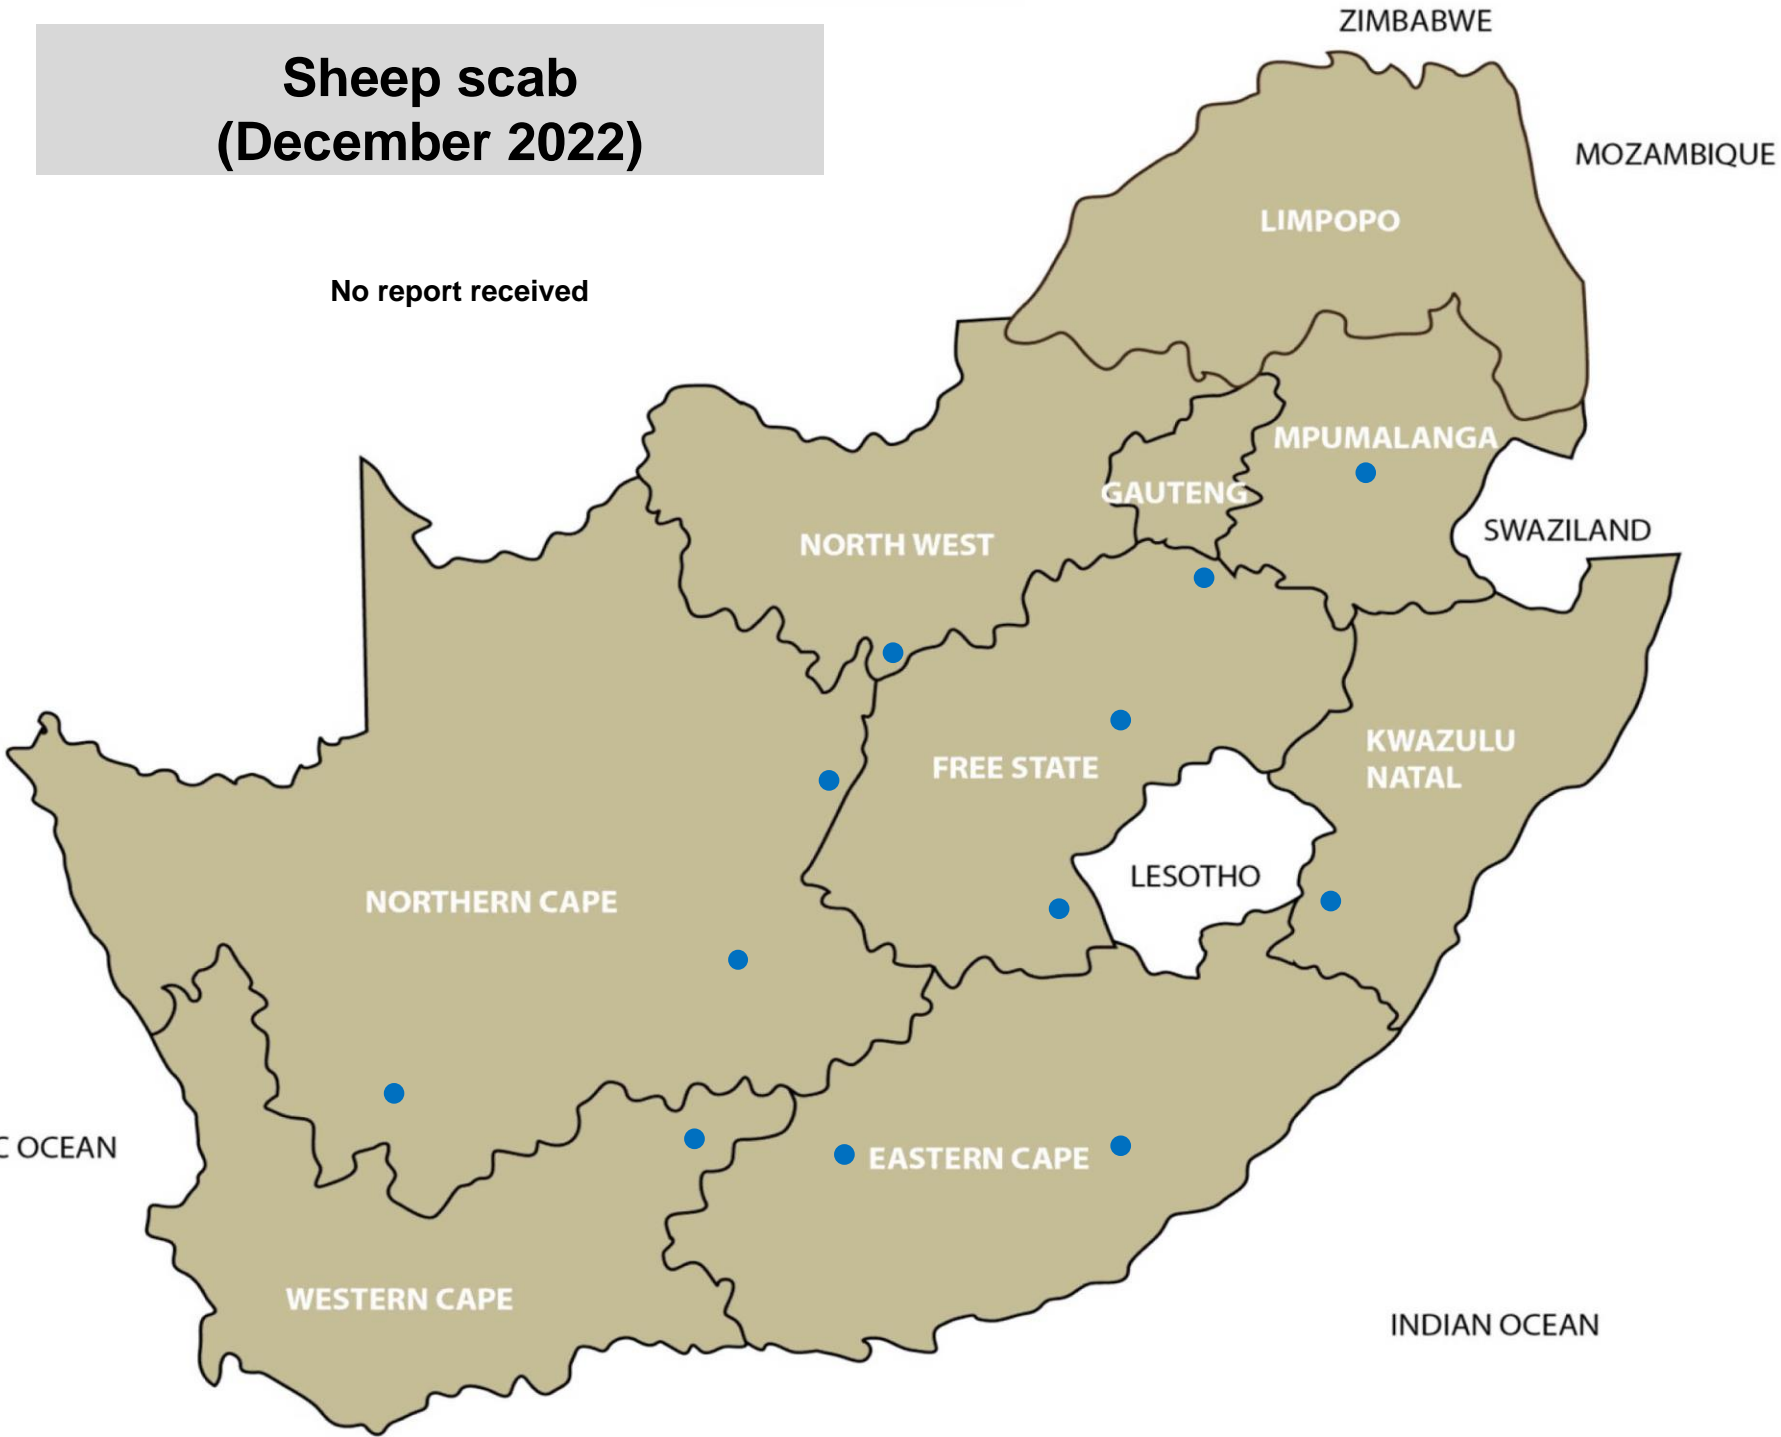 ZIMBABWE
Sheep scab
(December 2022)
MOZAMBIQUE
LIMPOPO
No report received
MPUMALANGA
GAUTENG
SWAZILAND
NORTH WEST
KWAZULU
NATAL
FREE STATE
LESOTHO
NORTHERN CAPE
C OCEAN
EASTERN CAPE
WESTERN CAPE
INDIAN OCEAN